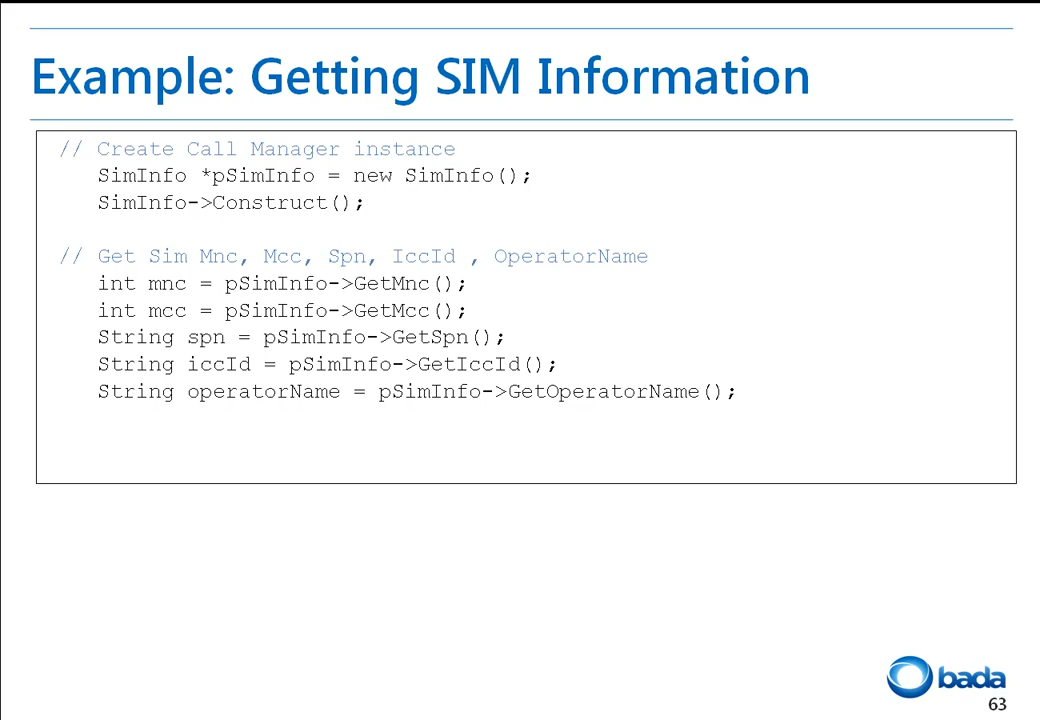 Example: Getting SIM Information
// Create Call Manager instance
SimInfo *pSimInfo = new SimInfo();
SimInfo->Construct();
// Get Sim Mnc, Mcc, Spn, IccId , OperatorName
int mnc = pSimInfo->GetMnc();
int mcc = pSimInfo->GetMcc();
String spn = pSimInfo->GetSpn();
String iccId = pSimInfo->GetIccId();
String operatorName = pSimInfo->GetOperatorName();
bada
63